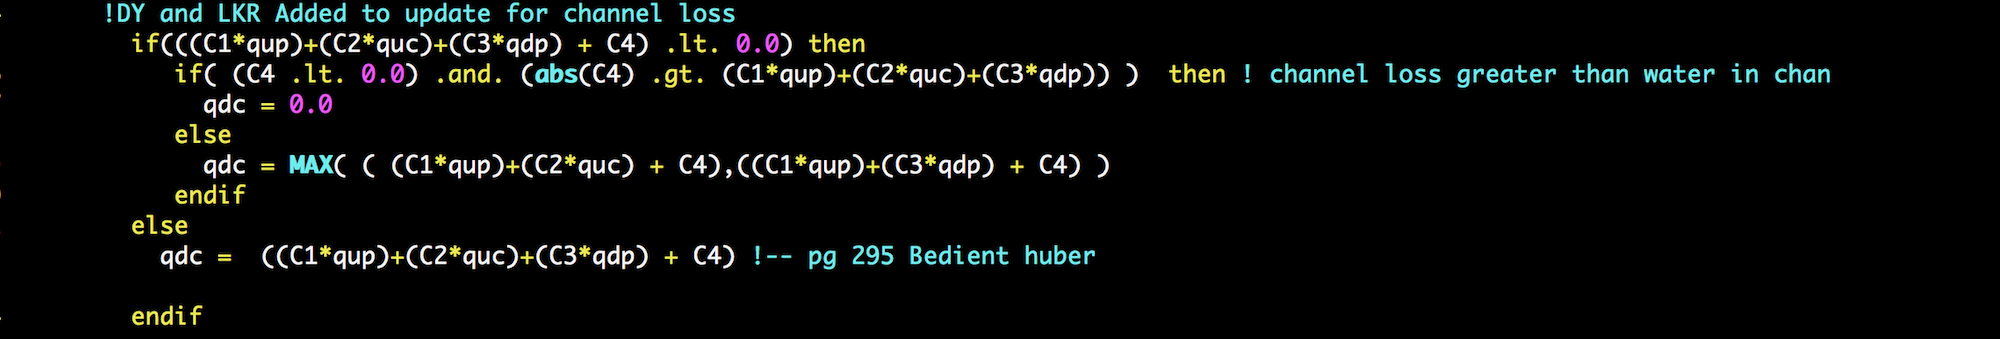 !DY and LKR Added to update for channel loss
if(((C1*qup)+(C2*quc)+(C3*qdp) + C4) .lt. 0.0) then
if( (C4 .lt. 0.0) .and. (abs(C4) .gt. (C1*qup)+(C2*quc)+(C3*qdp)) )  then ! channel loss greater than water in chan
qdc = 0.0
else
qdc = MAX( ( (C1*qup)+(C2*quc) + C4),((C1*qup)+(C3*qdp) + C4) )
endif
else
qdc =  ((C1*qup)+(C2*quc)+(C3*qdp) + C4) !-- pg 295 Bedient huber
endif